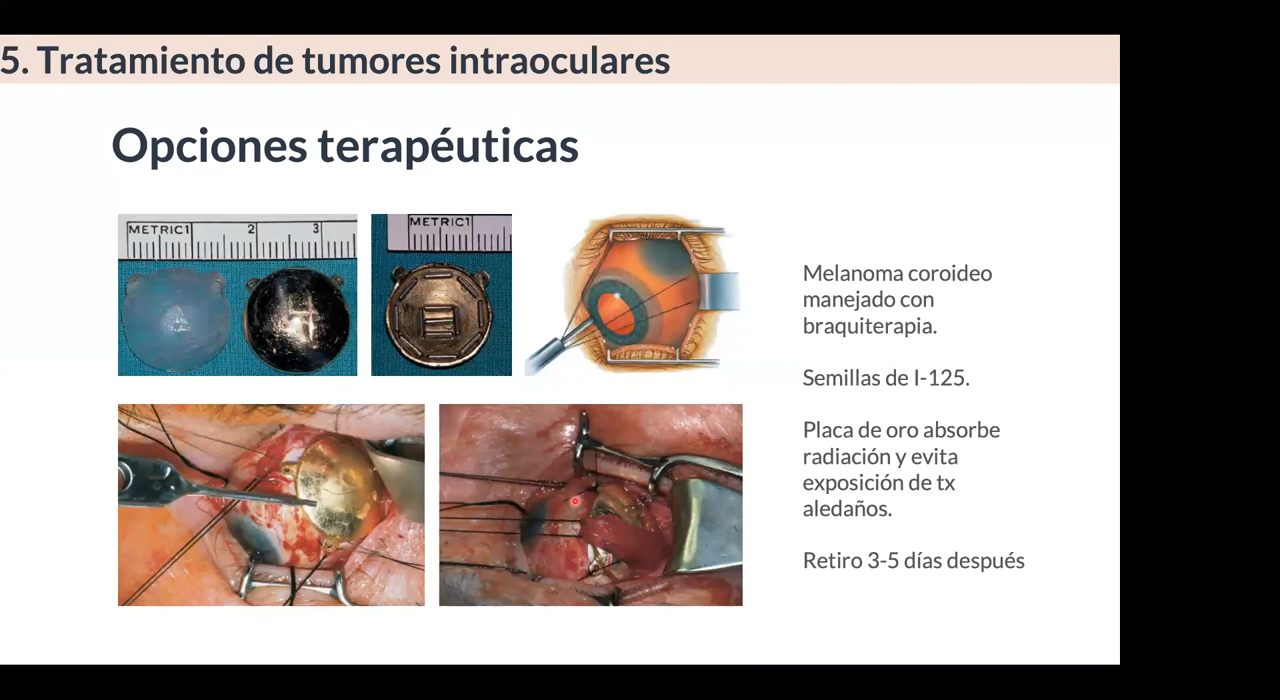 5. Tratamiento de tumores intraoculares
Opciones terapéuticas
METRIC1 2 3
METRIC1
Melanoma coroideo
manejado con
braquiterapia.
Semillas de I-125.
Placa de oro absorbe
radiación y evita
exposición de tx
aledaños.
Retiro 3-5 días después